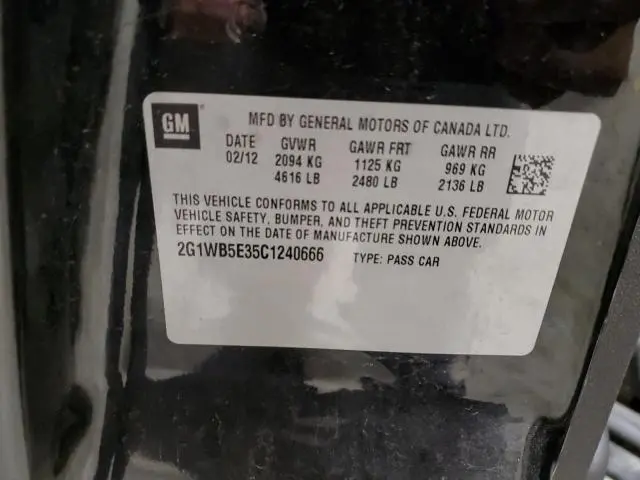 GM MFD BY GENERAL MOTORS OF CANADA LTD.
DATE GVWR GAWR FRT GAWR RR
02/12 2094 KG 1125 KG 969 KG
4616 LB 2480 LB 2136 LB
THIS VEHICLE CONFORMS TO ALL APPLICABLE U.S. FEDERAL MOTOR
VEHICLE SAFETY, BUMPER, AND THEFT PREVENTION STANDARDS IN
EFFECT ON THE DATE OF MANUFACTURE SHOWN ABOVE.
2G1WB5E35C1240666 TYPE: PASS CAR